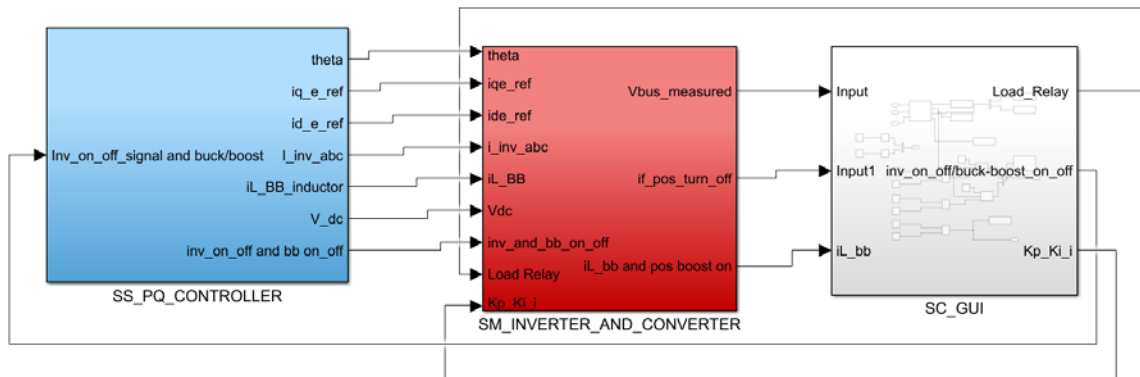 theta
iq_e_ref
id_e_ref
Inv_on_off_signal and buck/boost
I_inv_abc
iL_BB_inductor
V_dc
inv_on_off and bb on_off
SS_PQ_CONTROLLER
theta
iqe_ref
ide_ref
i_inv_abc
iL_BB
Vdc
inv_and_bb_on_off
Load Relay
Kp_Ki_i
Vbus_measured
if_pos_turn_off
iL_bb and pos boost on
SM_INVERTER_AND_CONVERTER
Input
Load_Relay
Input1
inv_on_off/buck-boost_on_off
iL_bb
Kp_Ki_i
SC_GUI